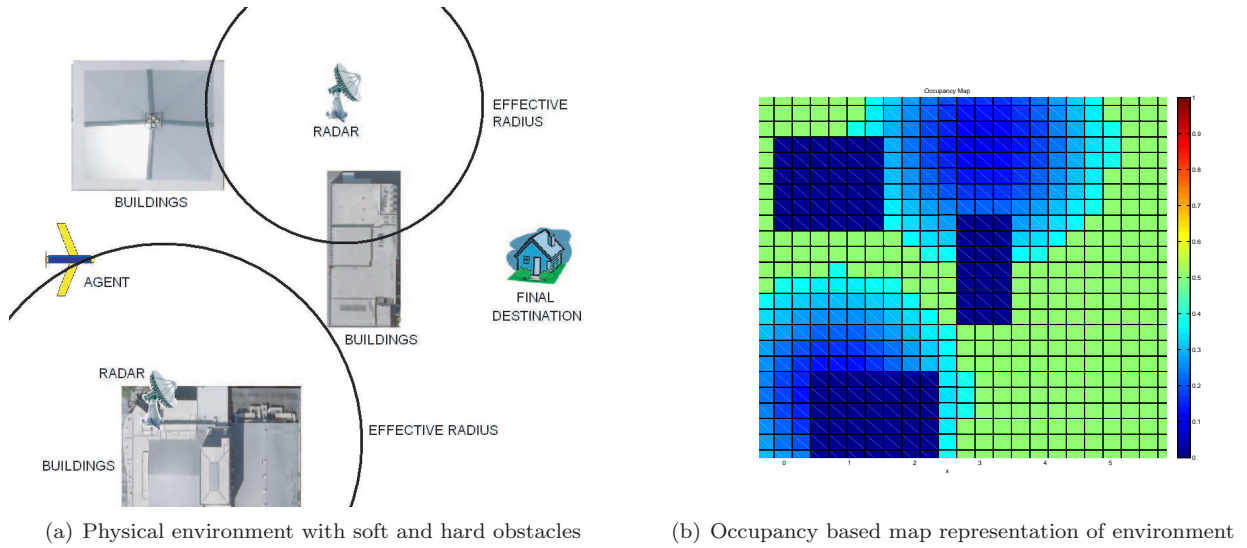 RADAR
EFFECTIVE
RADIUS
BUILDINGS
AGENT
FINAL
DESTINATION
BUILDINGS
RADAR
EFFECTIVE RADIUS
BUILDINGS
(a) Physical environment with soft and hard obstacles
Occupancy Map
1
0.9
0.8
0.7
0.6
0.5
0.4
0.3
0.2
0.1
0
0 1 2 3 4 5
x
(b) Occupancy based map representation of environment